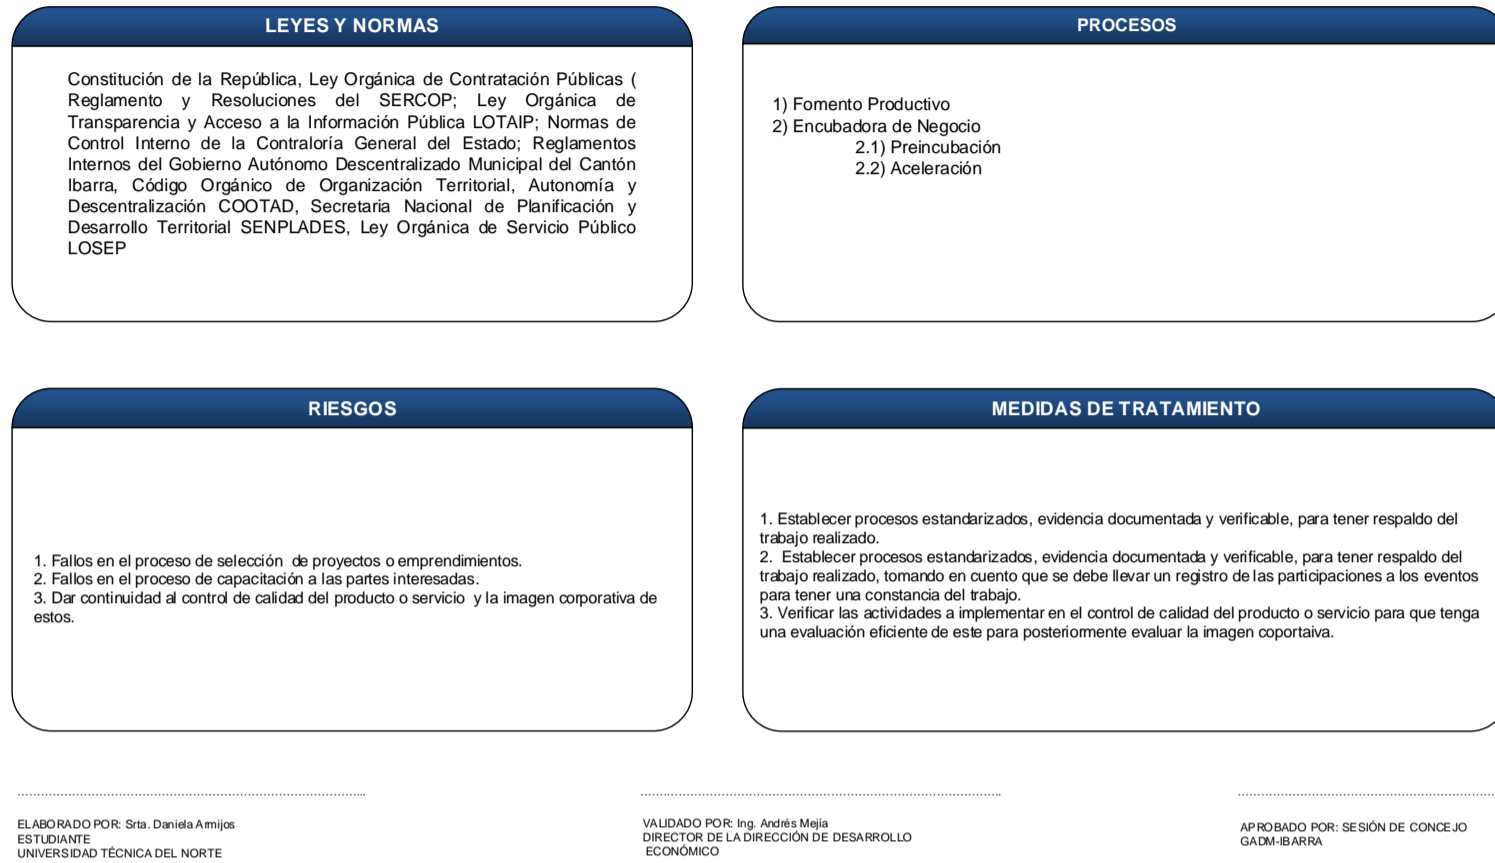 LEYES Y NORMAS
Constitución de la República, Ley Orgánica de Contratación Públicas (
Reglamento y Resoluciones del SERCOP; Ley Orgánica de
Transparencia y Acceso a la Información Pública LOTAIP; Normas de
Control Interno de la Contraloría General del Estado; Reglamentos
Internos del Gobierno Autónomo Descentralizado Municipal del Cantón
Ibarra, Código Orgánico de Organización Territorial, Autonomía y
Descentralización COOTAD, Secretaria Nacional de Planificación y
Desarrollo Territorial SENPLADES, Ley Orgánica de Servicio Público
LOSEP
PROCESOS
1) Fomento Productivo
2) Encubadora de Negocio
2.1) Preincubación
2.2) Aceleración
RIESGOS
1. Fallos en el proceso de selección de proyectos o emprendimientos.
2. Fallos en el proceso de capacitación a las partes interesadas.
3. Dar continuidad al control de calidad del producto o servicio y la imagen corporativa de
estos.
MEDIDAS DE TRATAMIENTO
1. Establecer procesos estandarizados, evidencia documentada y verificable, para tener respaldo del
trabajo realizado.
2. Establecer procesos estandarizados, evidencia documentada y verificable, para tener respaldo del
trabajo realizado, tomando en cuento que se debe llevar un registro de las participaciones a los eventos
para tener una constancia del trabajo.
3. Verificar las actividades a implementar en el control de calidad del producto o servicio para que tenga
una evaluación eficiente de este para posteriormente evaluar la imagen coportaiva.
ELABORADO POR: Srta. Daniela Armijos
ESTUDIANTE
UNIVERSIDAD TÉCNICA DEL NORTE
VALIDADO POR: Ing. Andrés Mejía
DIRECTOR DE LA DIRECCIÓN DE DESARROLLO
ECONÓMICO
APROBADO POR: SESIÓN DE CONCEJO
GADM-IBARRA